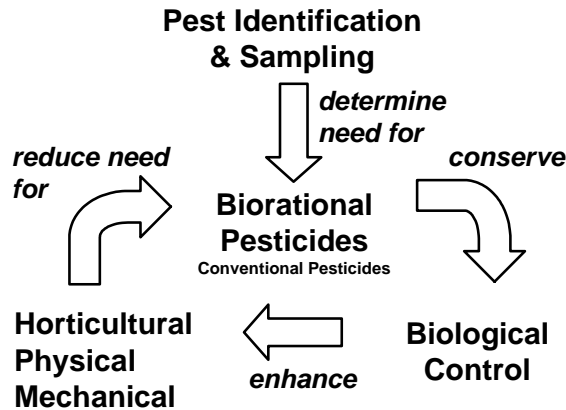 Pest Identification
& Sampling
determine
need for
reduce need
for
conserve
Biorational
Pesticides
Conventional Pesticides
Horticultural
Physical
Mechanical
enhance
Biological
Control